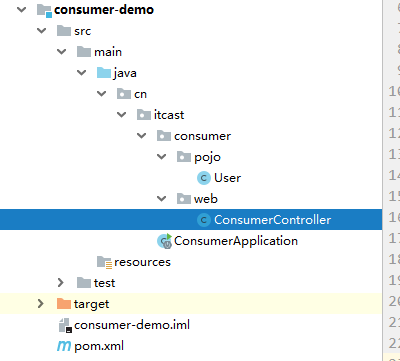 consumer-demo
src
main
java
cn
itcast
consumer
pojo
User
web
ConsumerController
ConsumerApplication
resources
test
target
consumer-demo.iml
pom.xml